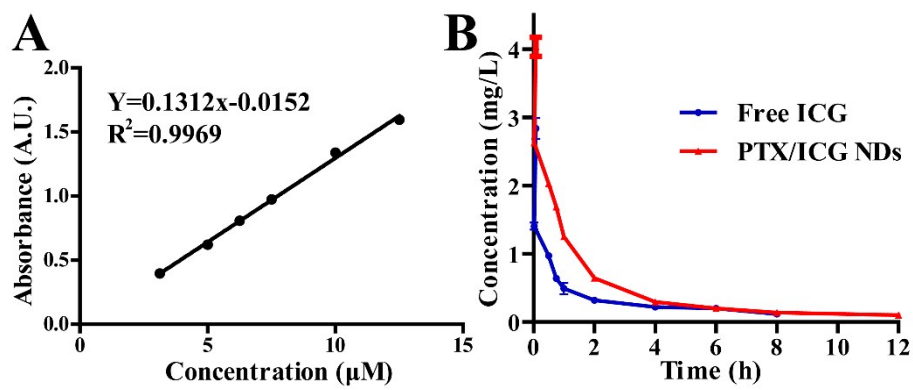 A
Absorbance (A.U.)
2.0
1.5
1.0
0.5
0.0
Y=0.1312x-0.0152
R²=0.9969
0
5
10
15
Concentration (μM)
B
Concentration (mg/L)
4
3
2
1
0
Free ICG
PTX/ICG NDs
0
2
4
6
8
10
12
Time (h)